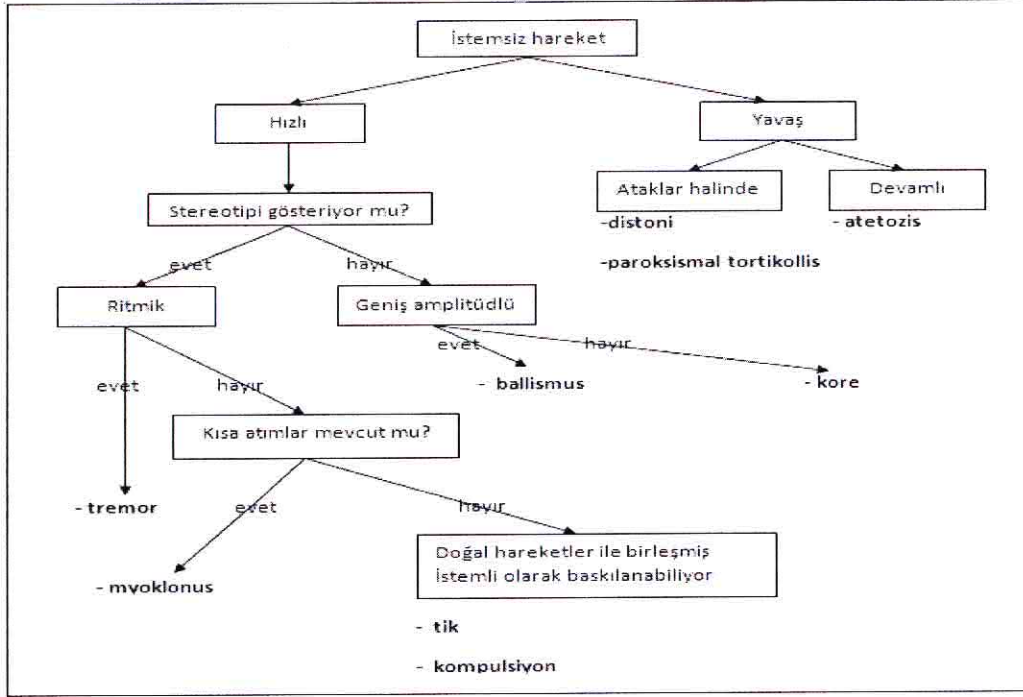 İstemsiz hareket
Hızlı
Yavaş
Ataklar halinde
Devamlı
-distoni
- atetozis
-paroksismal tortikollis
Stereotipi gösteriyor mu?
evet
hayır
Ritmik
Geniş amplitüdlü
evet
hayır
- ballismus
- kore
evet
hayır
Kısa atımlar mevcut mu?
- tremor
evet
hayır
- myoklonus
Doğal hareketler ile birleşmiş
İstemli olarak baskılanabiliyor
- tik
- kompulsiyon